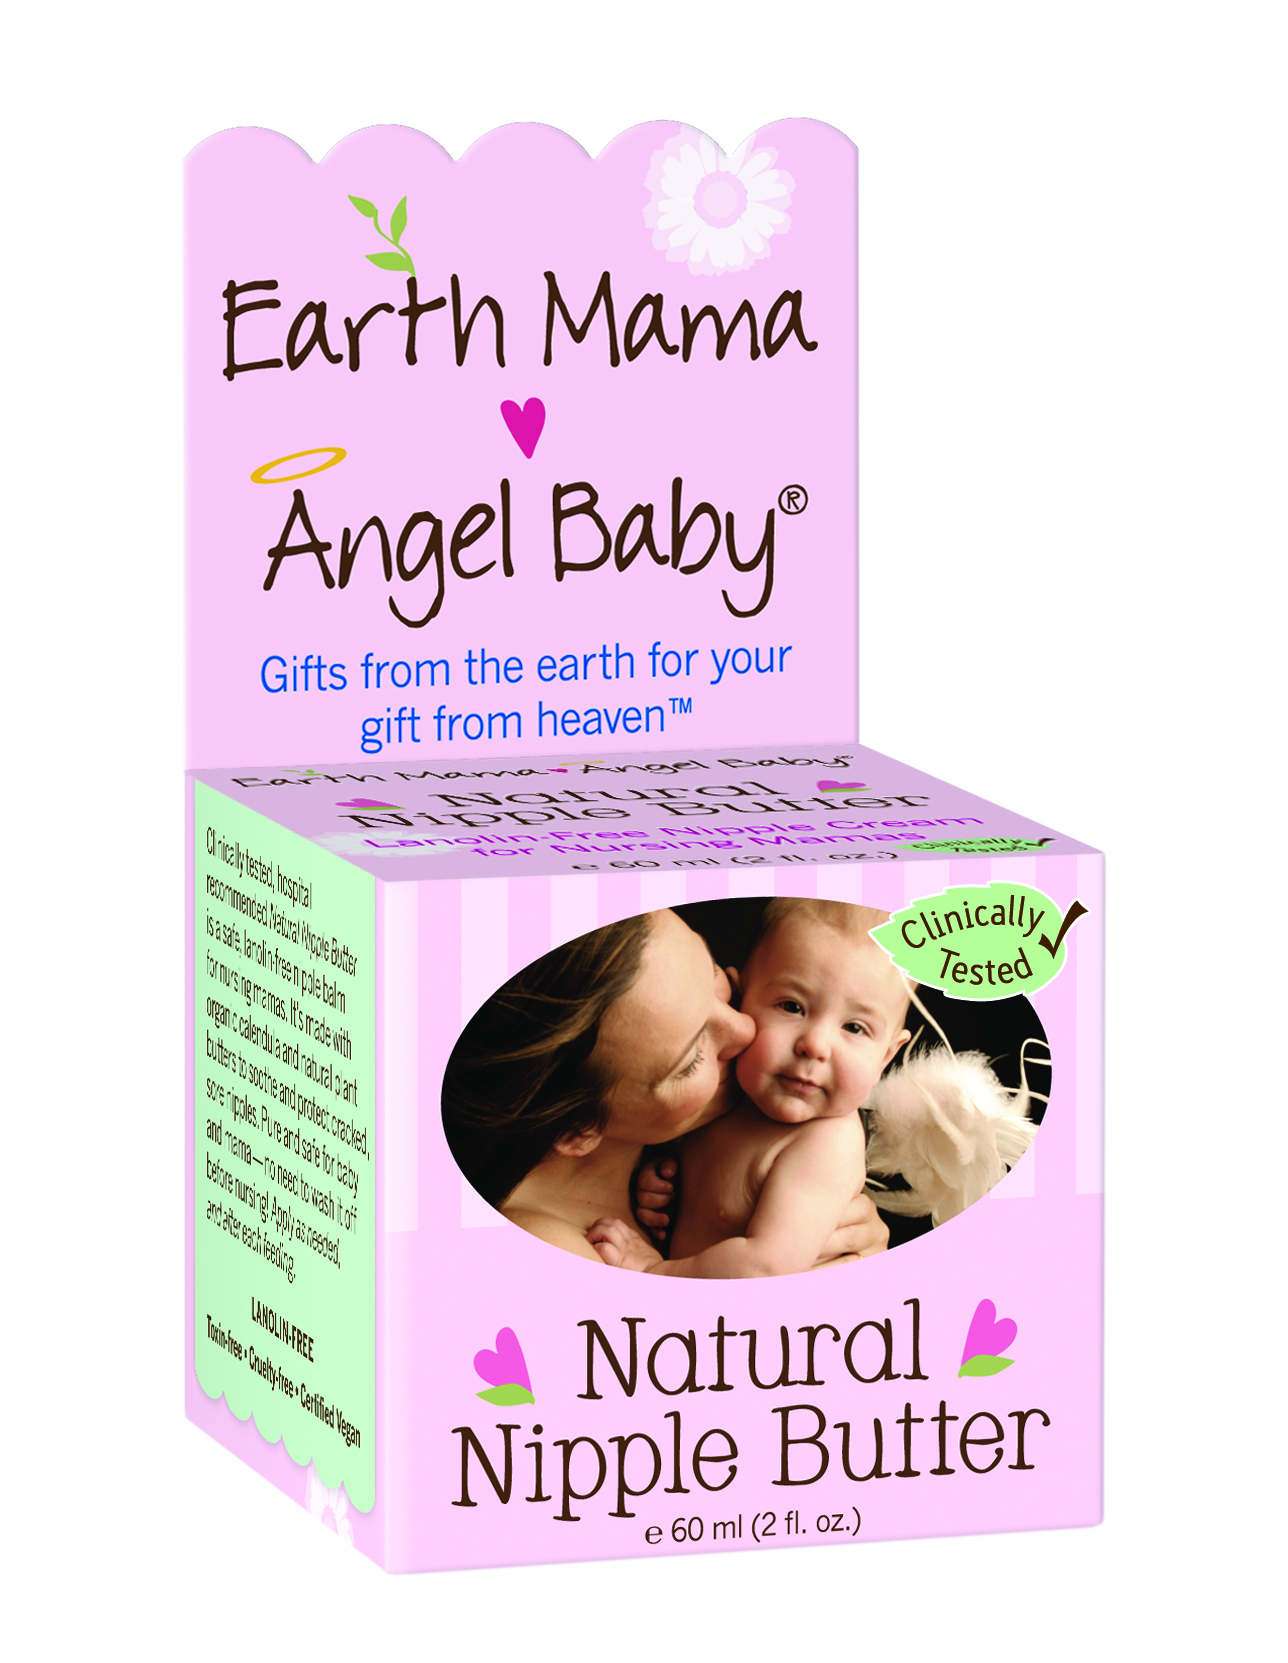 Earth Mama
Angel Baby®
Gifts from the earth for your
gift from heaven™
Earth Mama Angel Baby®
Natural
Nipple Butter
Lanolin-Free Nipple Cream
for Nursing Mamas
e 60 ml (2 fl. oz.)
Clinically
Tested
Clinically tested, hospital
recommended Natural Nipple Butter
is a safe, lanolin-free nipple balm
for nursing mamas. It's made with
organic calendula and natural plant
butters to soothe and protect cracked,
sore nipples. Pure and safe for baby
and mama—no need to wash it off
before nursing! Apply as needed,
and after each feeding.
LANOLIN-FREE
Toxin-free • Cruelty-free • Certified Vegan
Clinically
Tested
Natural
Nipple Butter
e 60 ml (2 fl. oz.)